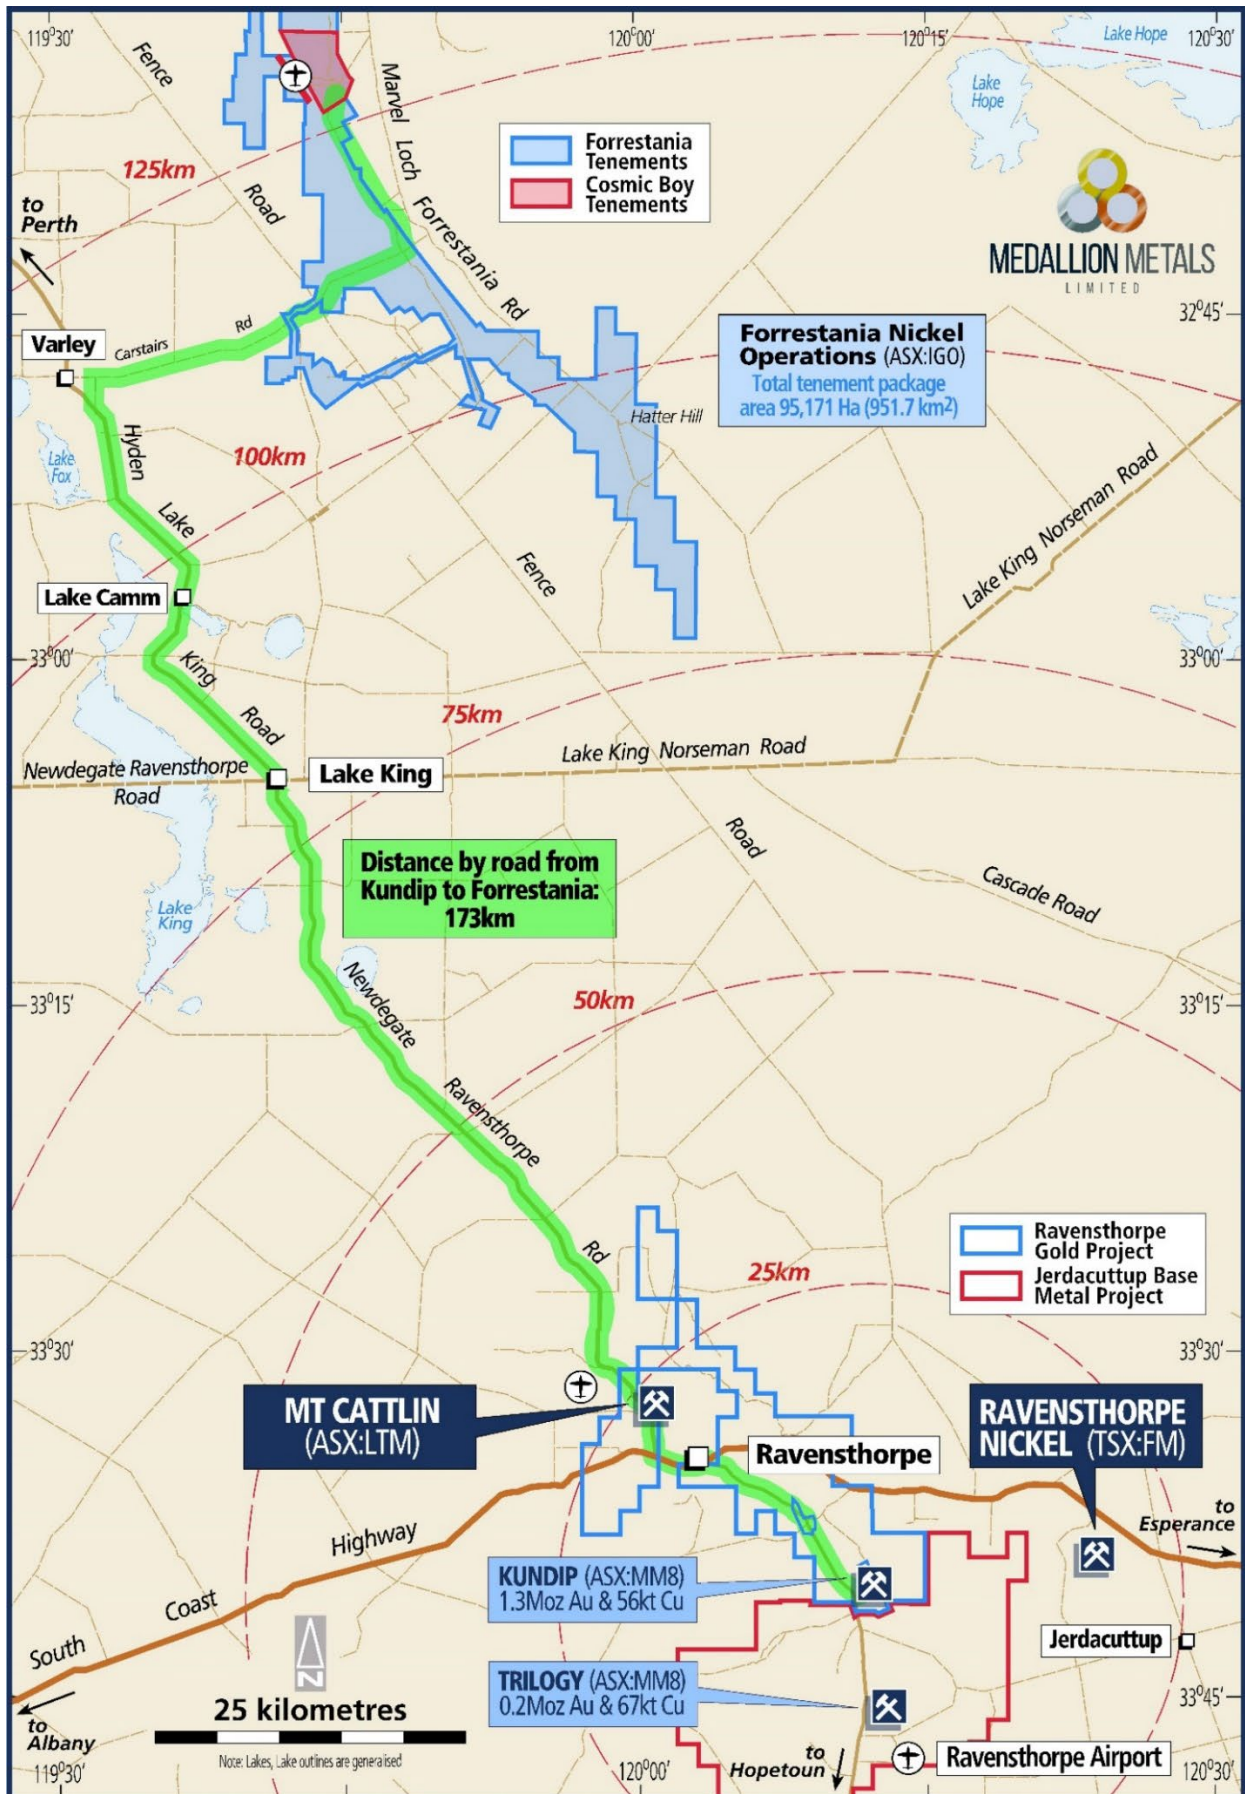 119°30'
120°00'
120°15'
120°30'
Lake Hope
Lake
Hope
Fence
Road
Marvel Loch Forrestania Rd
Forrestania
Tenements
Cosmic Boy
Tenements
125km
to
Perth
MEDALLION METALS
LIMITED
32°45'
Varley
Carstairs Rd
Forrestania Nickel
Operations (ASX:IGO)
Total tenement package
area 95,171 Ha (951.7 km²)
Hatter Hill
Hyden
Lake
Fox
100km
Lake
Lake King Norseman Road
Fence
Lake Camm
33°00'
33°00'
King
Road
75km
Newdegate Ravensthorpe
Road
Lake King
Lake King Norseman Road
Road
Distance by road from
Kundip to Forrestania:
173km
Cascade Road
Lake
King
Newdegate
50km
33°15'
33°15'
Ravensthorpe
Rd
Ravensthorpe
Gold Project
Jerdacuttup Base
Metal Project
25km
33°30'
33°30'
MT CATTLIN
(ASX:LTM)
RAVENSTHORPE
NICKEL (TSX:FM)
Ravensthorpe
to
Esperance
South Coast Highway
KUNDIP (ASX:MM8)
1.3Moz Au & 56kt Cu
Jerdacuttup
N
TRILOGY (ASX:MM8)
0.2Moz Au & 67kt Cu
33°45'
25 kilometres
to
Albany
Note: Lakes, Lake outlines are generalised
to
Hopetoun
Ravensthorpe Airport
119°30'
120°00'
120°30'